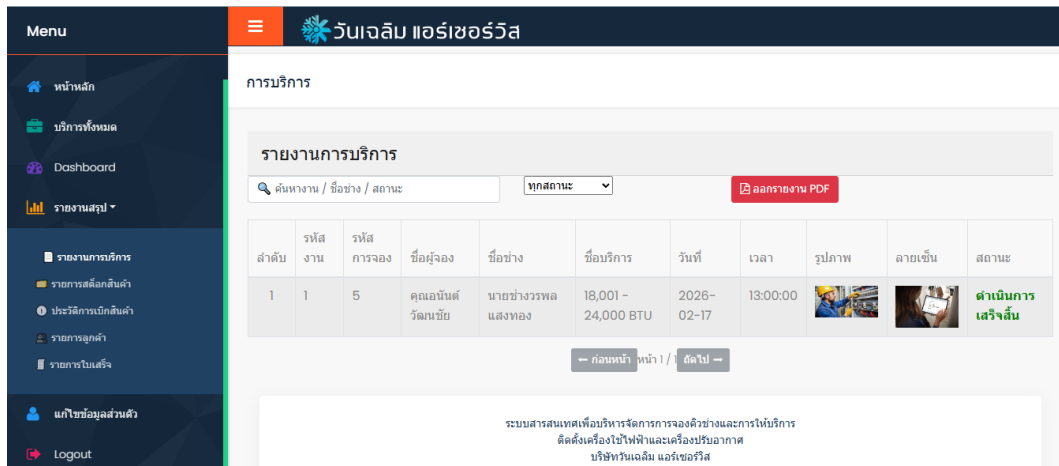 Menu
วันเฉลิม แอร์เซอร์วิส
หน้าหลัก
บริการทั้งหมด
Dashboard
รายงานสรุป
รายงานการบริการ
รายการสต็อกสินค้า
ประวัติการเบิกสินค้า
รายการลูกค้า
รายการใบเสร็จ
แก้ไขข้อมูลส่วนตัว
Logout
การบริการ
รายงานการบริการ
ค้นหางาน / ชื่อช่าง / สถานะ
ทุกสถานะ
ออกรายงาน PDF
ลำดับ รหัสงาน รหัสการจอง ชื่อผู้จอง ชื่อช่าง ชื่อบริการ วันที่ เวลา รูปภาพ ลายเซ็น สถานะ
1 1 5 คุณอนันต์ วัฒนชัย นายช่างวรพล แสงทอง 18,001 - 24,000 BTU 2026-02-17 13:00:00 ดำเนินการเสร็จสิ้น
← ก่อนหน้า หน้า 1 / 1 ถัดไป →
ระบบสารสนเทศเพื่อบริหารจัดการการจองคิวช่างและการให้บริการ
ติดตั้งเครื่องใช้ไฟฟ้าและเครื่องปรับอากาศ
บริษัทวันเฉลิม แอร์เซอร์วิส